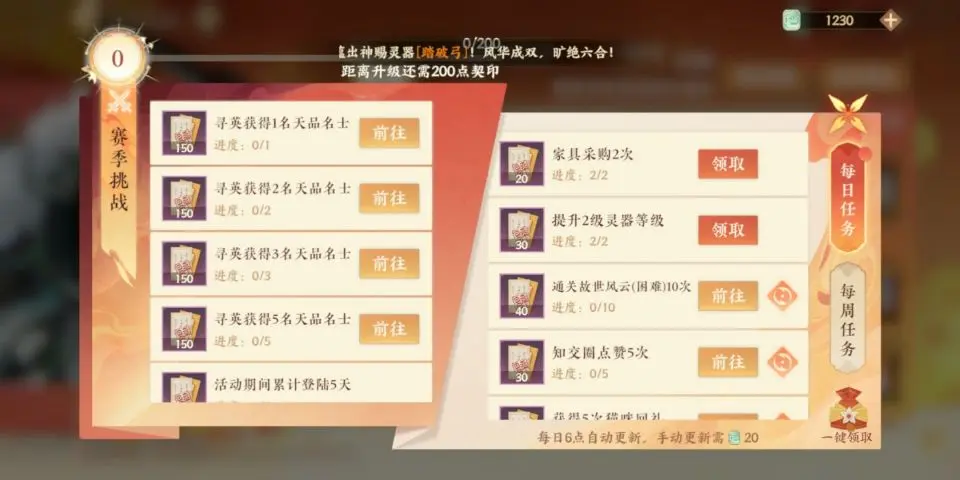 1230
0
0/200
出神赐灵器[踏破弓]！风华成双，旷绝六合！
距离升级还需200点契印
赛季挑战
150
寻英获得1名天品名士
进度：0/1
前往
150
寻英获得2名天品名士
进度：0/2
前往
150
寻英获得3名天品名士
进度：0/3
前往
150
寻英获得5名天品名士
进度：0/5
前往
活动期间累计登陆5天
20
家具采购2次
进度：2/2
领取
30
提升2级灵器等级
进度：2/2
领取
40
通关故世风云(困难)10次
进度：0/10
前往
30
知交圈点赞5次
进度：0/5
前往
获得5次猫咪回礼
每日6点自动更新，手动更新需 20
每日任务
每周任务
一键领取